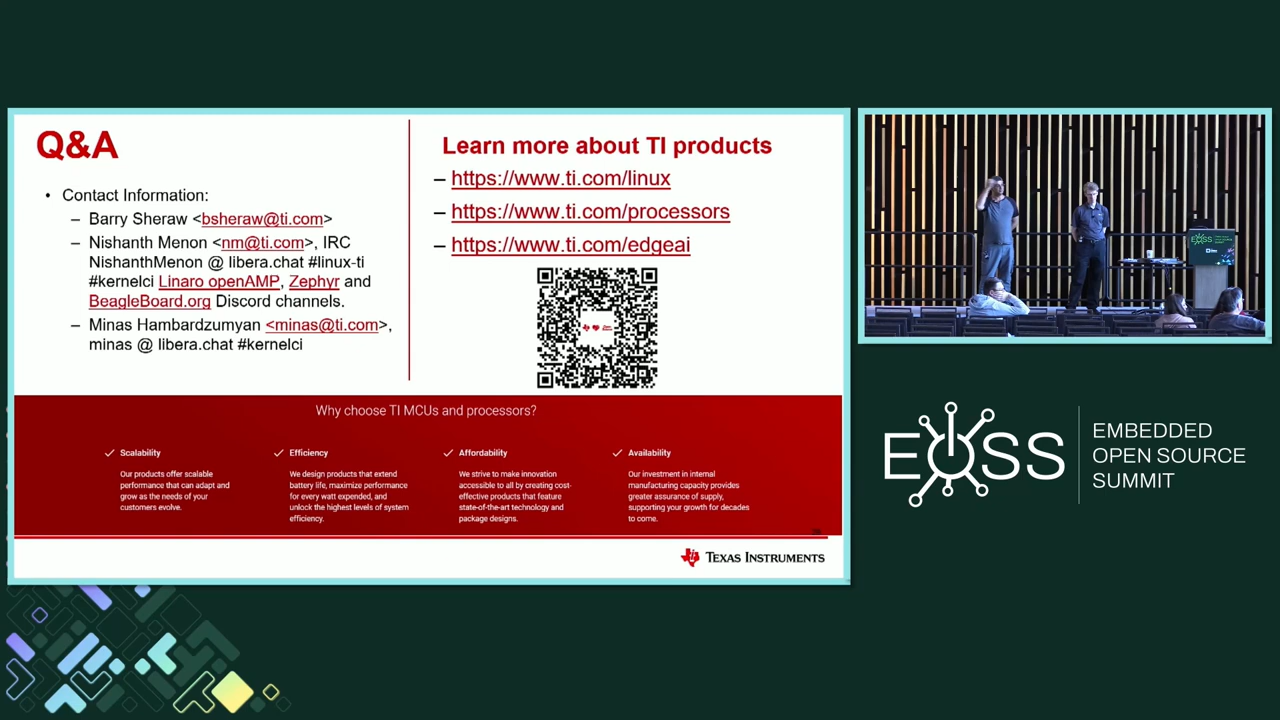 Q&A
• Contact Information:
– Barry Sheraw <bsheraw@ti.com>
– Nishanth Menon <nm@ti.com>, IRC
NishanthMenon @ libera.chat #linux-ti
#kernelci Linaro openAMP, Zephyr and
BeagleBoard.org Discord channels.
– Minas Hambardzumyan <minas@ti.com>,
minas @ libera.chat #kernelci
Learn more about TI products
– https://www.ti.com/linux
– https://www.ti.com/processors
– https://www.ti.com/edgeai
Why choose TI MCUs and processors?
Scalability
Our products offer scalable
performance that can adapt and
grow as the needs of your
customers evolve.
Efficiency
We design products that extend
battery life, maximize performance
for every watt expended, and
unlock the highest levels of system
efficiency.
Affordability
We strive to make innovation
accessible to all by creating cost-
effective products that feature
state-of-the-art technology and
package designs.
Availability
Our investment in internal
manufacturing capacity provides
greater assurance of supply,
supporting your growth for decades
to come.
TEXAS INSTRUMENTS
EOSS
EOSS
EMBEDDED
OPEN SOURCE
SUMMIT